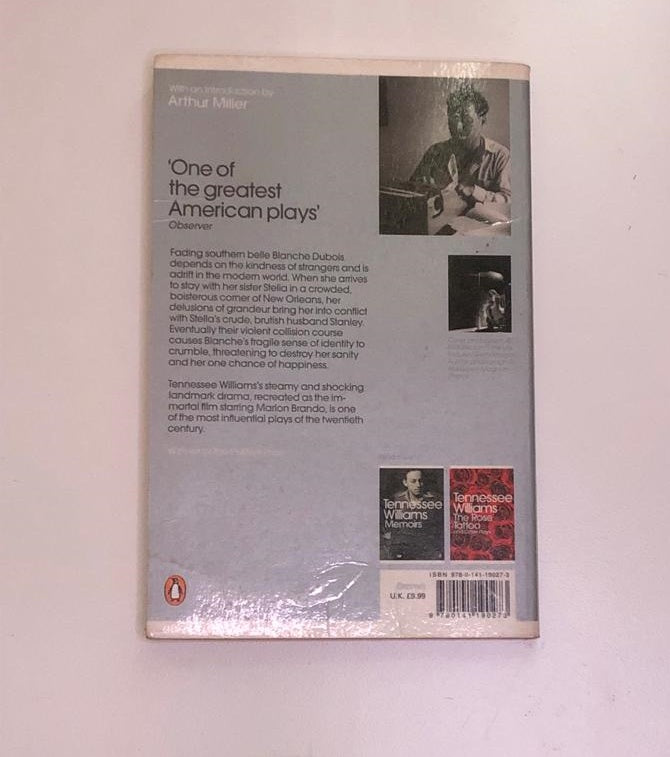 With an introduction by
Arthur Miller
'One of
the greatest
American plays'
Observer
Fading southern belle Blanche Dubois
depends on the kindness of strangers and is
adrift in the modern world. When she arrives
to stay with her sister Stella in a crowded,
boisterous corner of New Orleans, her
delusions of grandeur bring her into conflict
with Stella's crude, brutish husband Stanley.
Eventually their violent collision course
causes Blanche's fragile sense of identity to
crumble, threatening to destroy her sanity
and her one chance of happiness.
Tennessee Williams's steamy and shocking
landmark drama, recreated as the im-
mortal film starring Marlon Brando, is one
of the most influential plays of the twentieth
century.
Tennessee
Williams
Memoirs
Tennessee
Williams
The Rose
Tattoo
and Other Plays
ISBN 978-0-141-19027-3
U.K. £9.99
9 780141 190273